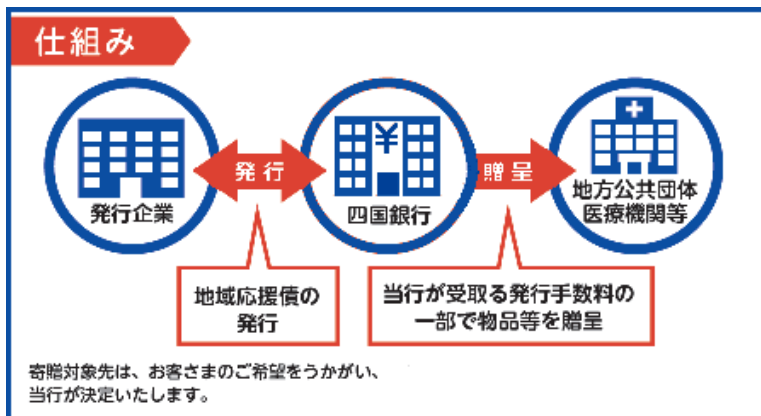 仕組み
発行企業
発行
四国銀行
¥
贈呈
地方公共団体
医療機関等
地域応援債の
発行
当行が受取る発行手数料の
一部で物品等を贈呈
寄贈対象先は、お客さまのご希望をうかがい、
当行が決定いたします。